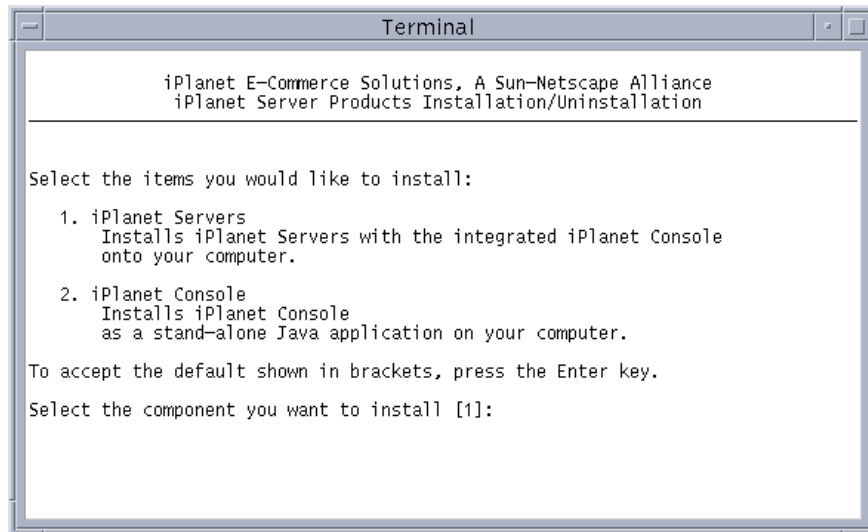 Terminal
iPlanet E-Commerce Solutions, A Sun-Netscape Alliance
iPlanet Server Products Installation/Uninstallation
Select the items you would like to install:
1. iPlanet Servers
Installs iPlanet Servers with the integrated iPlanet Console
onto your computer.
2. iPlanet Console
Installs iPlanet Console
as a stand-alone Java application on your computer.
To accept the default shown in brackets, press the Enter key.
Select the component you want to install [1]: